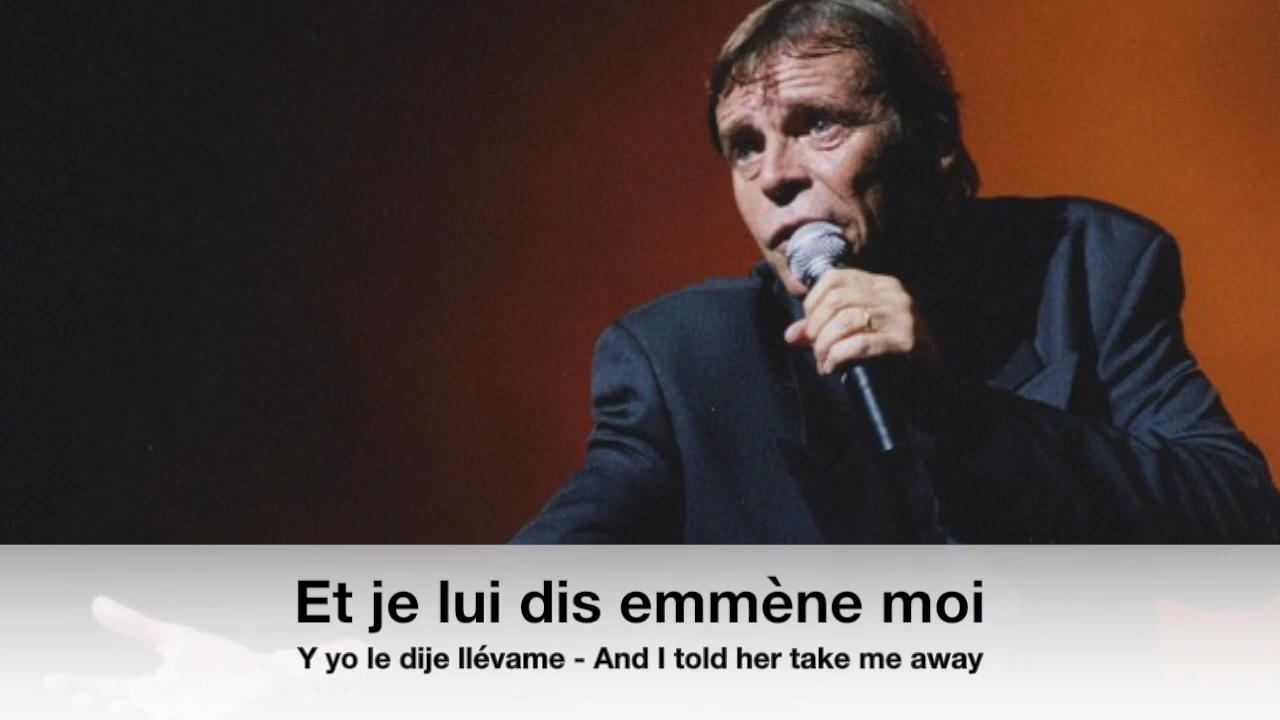 Et je lui dis emmène moi
Y yo le dije llévame - And I told her take me away